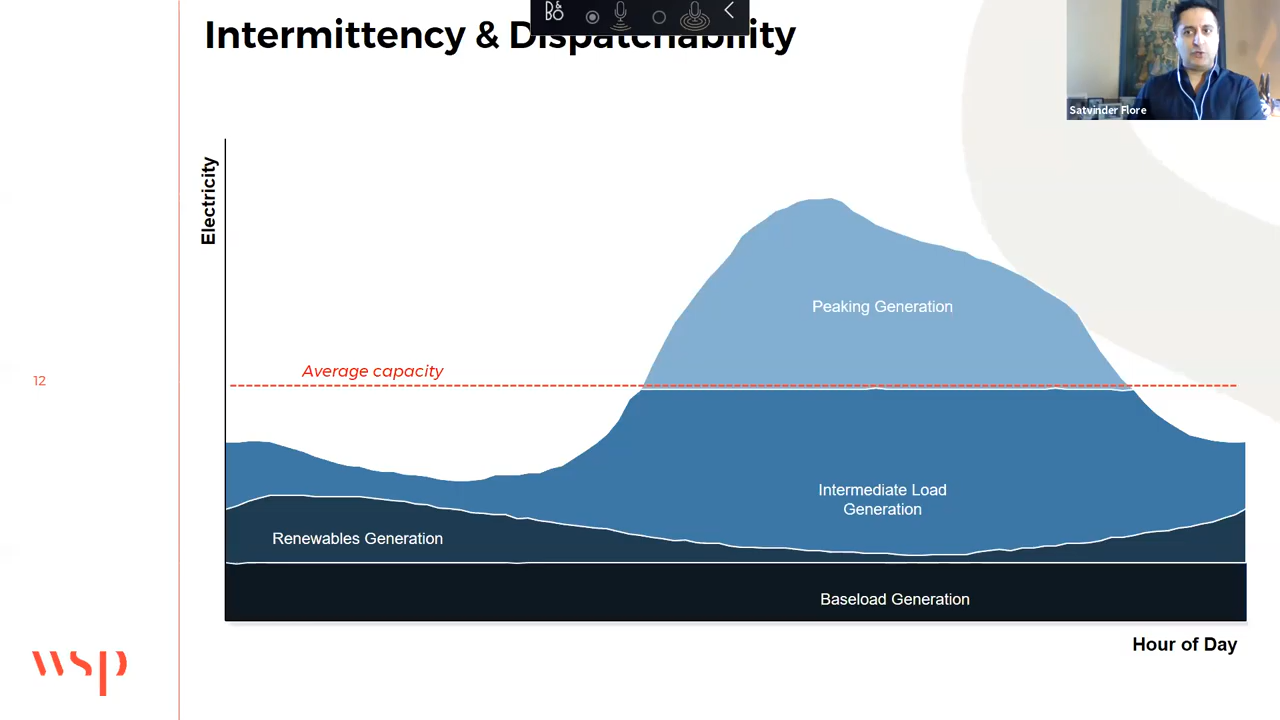 Intermittency & Dispatchability
B&O
Satvinder Flore
Electricity
Peaking Generation
Average capacity
12
Intermediate Load
Generation
Renewables Generation
Baseload Generation
Hour of Day
wsp